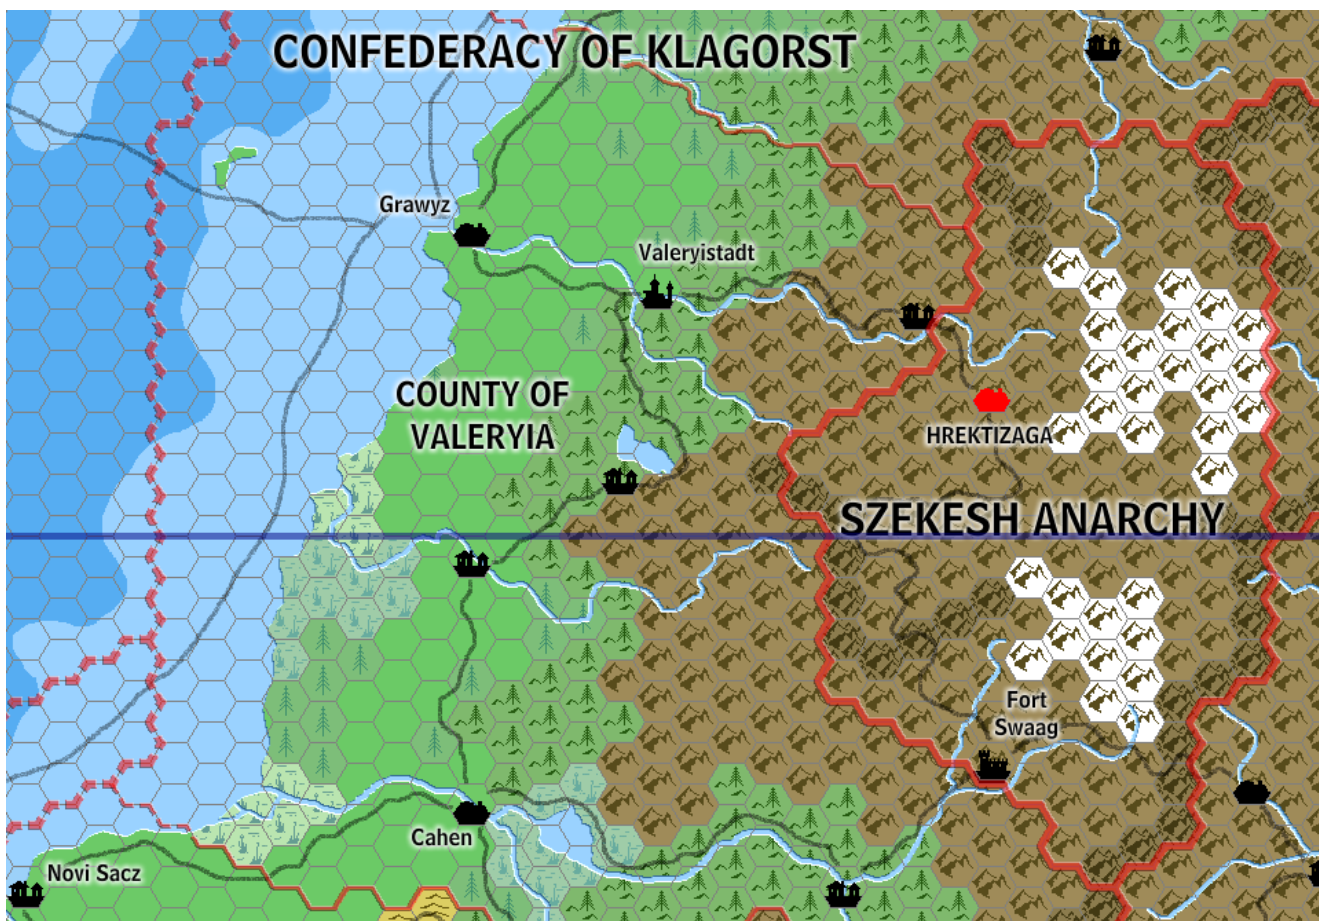 CONFEDERACY OF KLAGORST
Grawyz
Valeryistadt
COUNTY OF
VALERYIA
HREKTIZAGA
SZEKESH ANARCHY
Fort
Swaag
Cahen
Novi Sacz